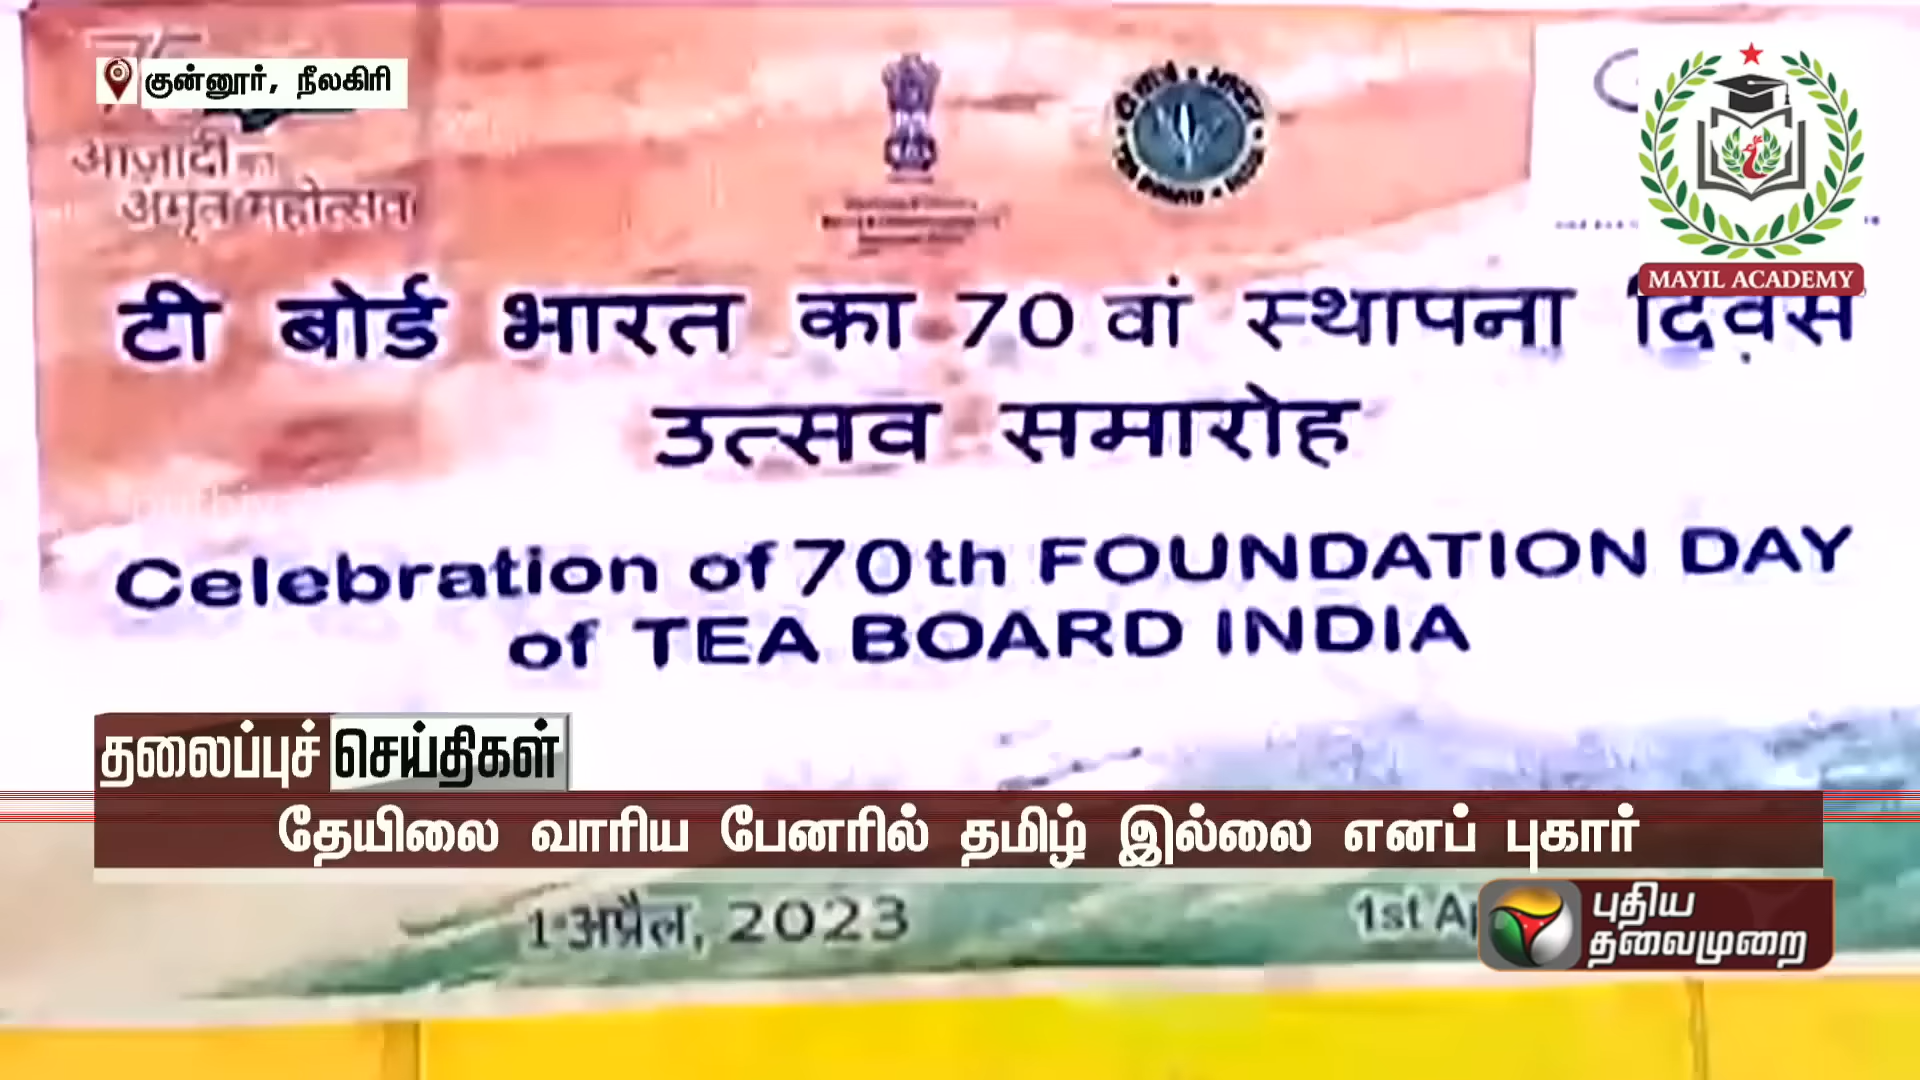 குன்னூர், நீலகிரி
आज़ादी का
अमृत महोत्सव
MAYIL ACADEMY
टी बोर्ड भारत का 70 वां स्थापना दिवस
उत्सव समारोह
Celebration of 70th FOUNDATION DAY
of TEA BOARD INDIA
தலைப்புச் செய்திகள்
தேயிலை வாரிய பேனரில் தமிழ் இல்லை எனப் புகார்
1 अप्रैल, 2023
1st
புதிய
தலைமுறை